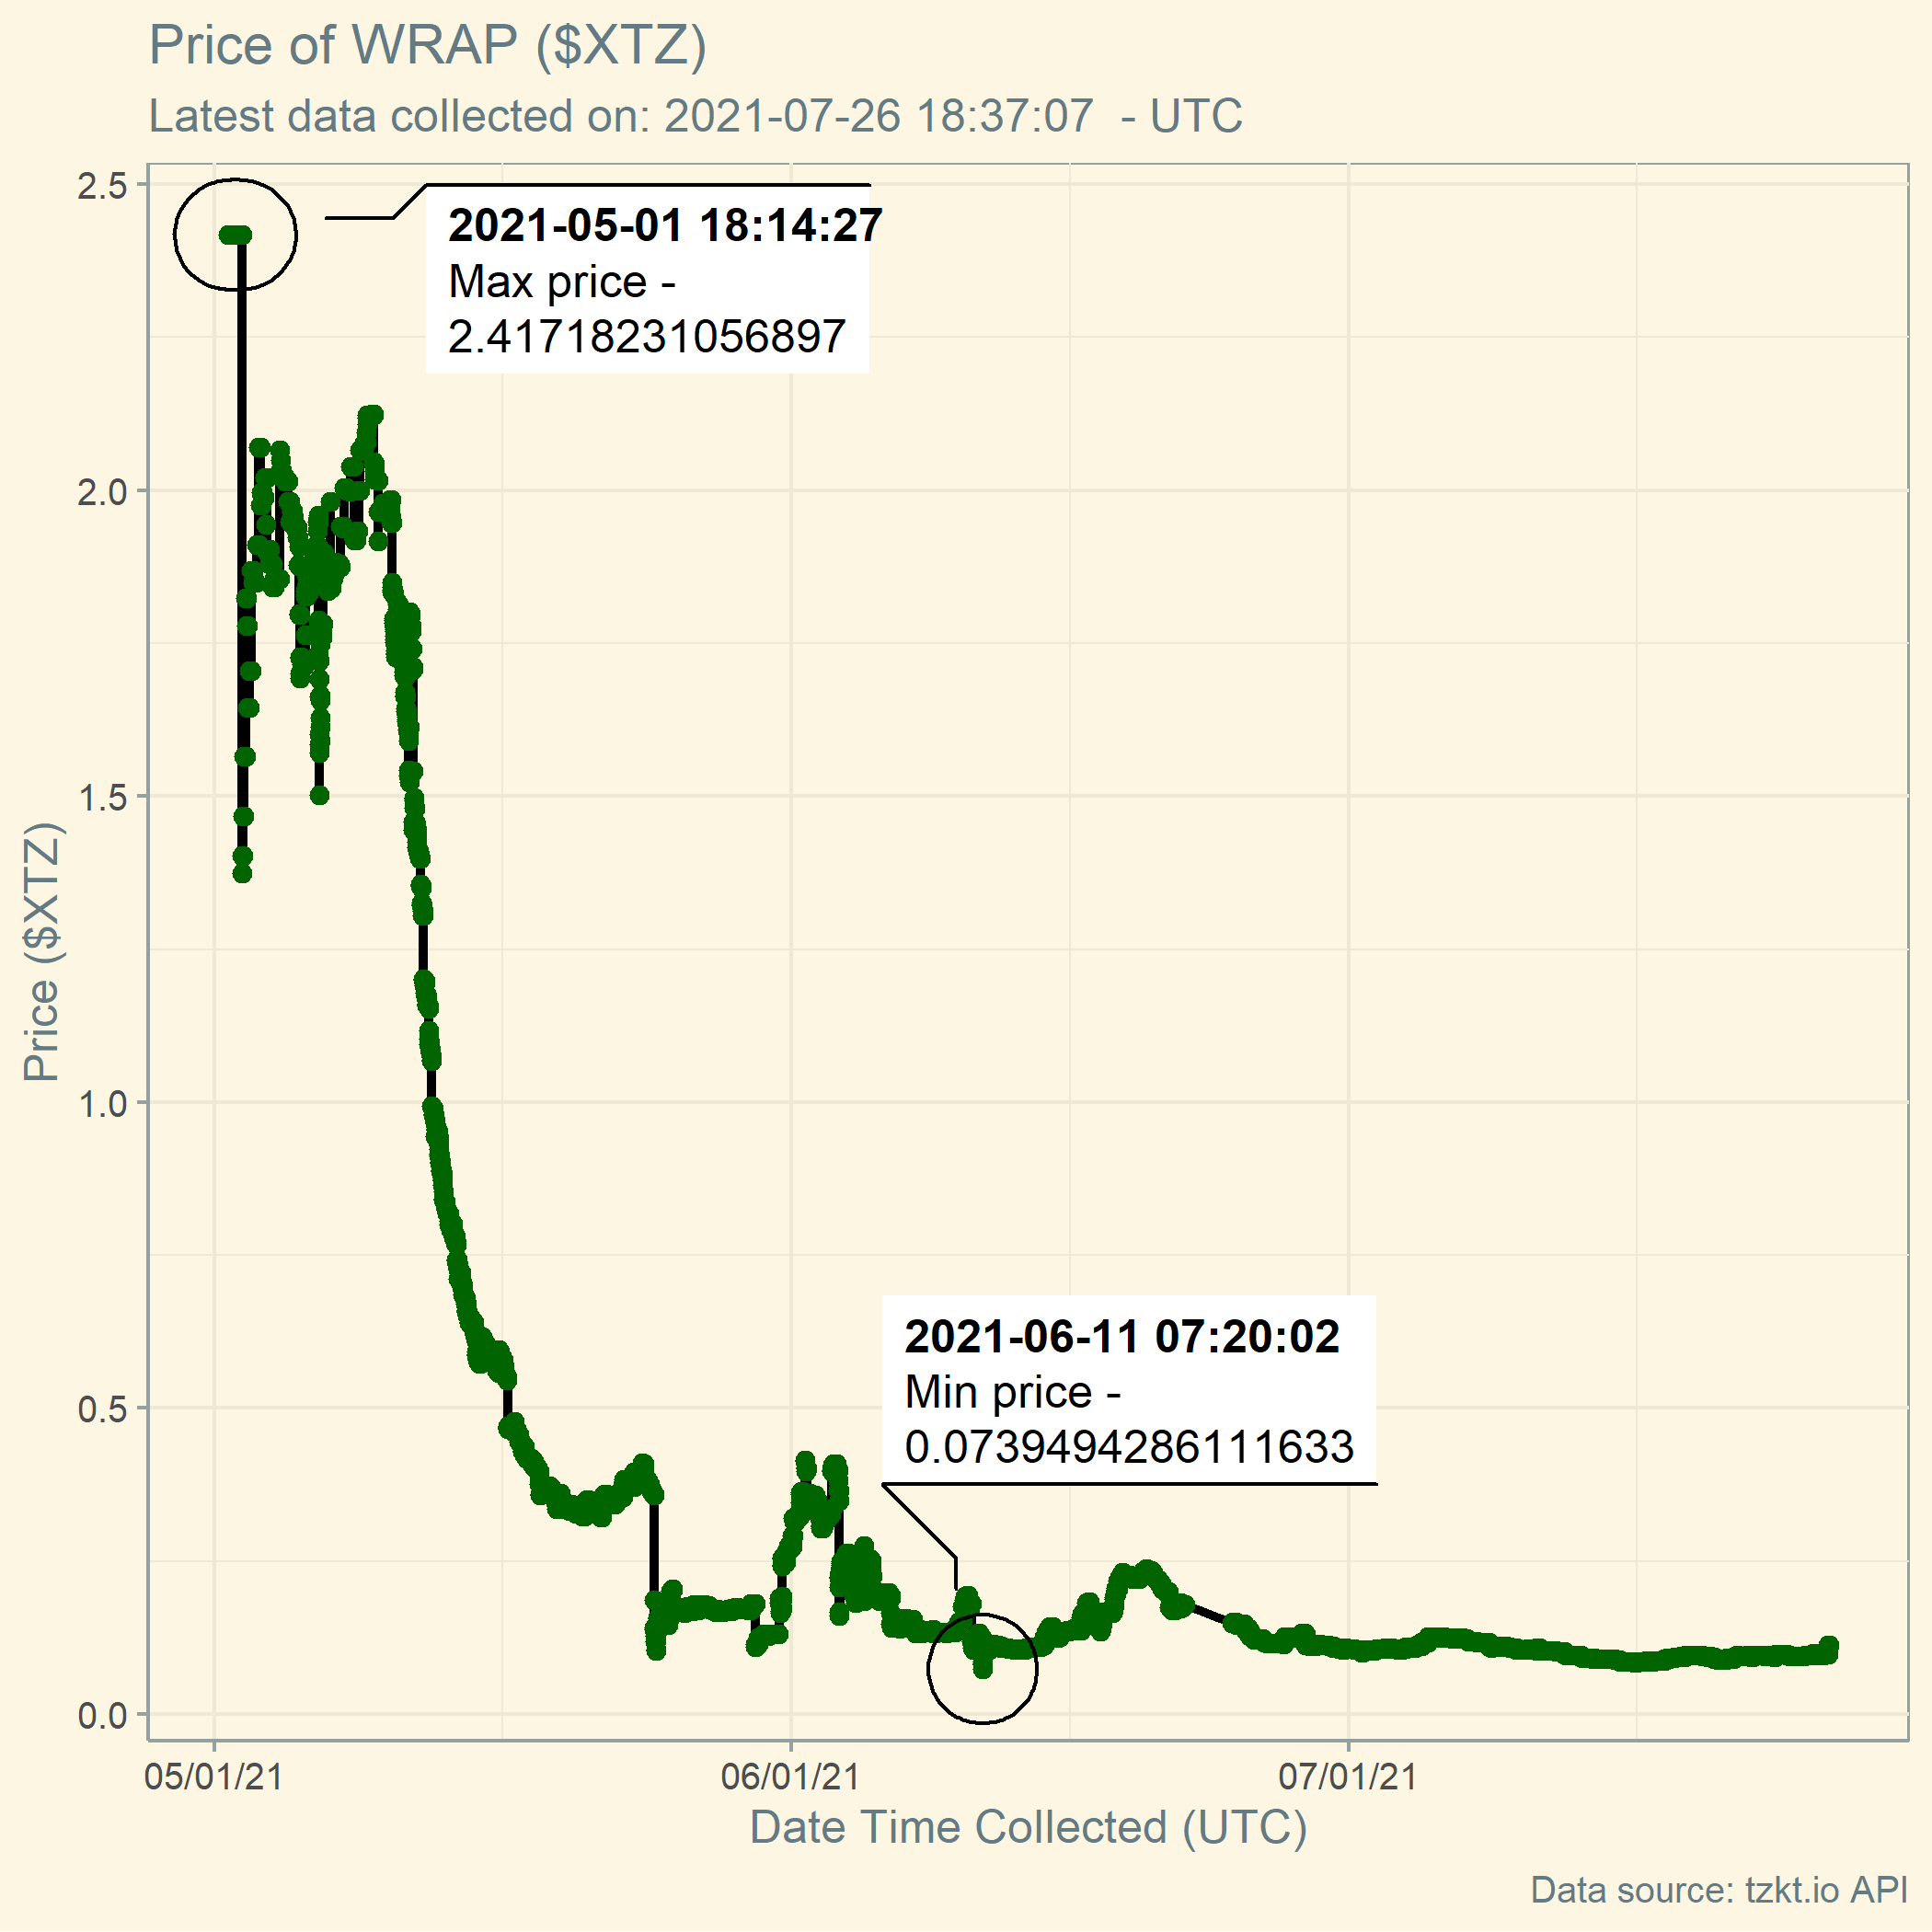 Price of WRAP ($XTZ)
Latest data collected on: 2021-07-26 18:37:07  - UTC
2.5
2.0
1.5
1.0
0.5
0.0
Price ($XTZ)
2021-05-01 18:14:27
Max price -
2.41718231056897
2021-06-11 07:20:02
Min price -
0.0739494286111633
05/01/21
06/01/21
07/01/21
Date Time Collected (UTC)
Data source: tzkt.io API